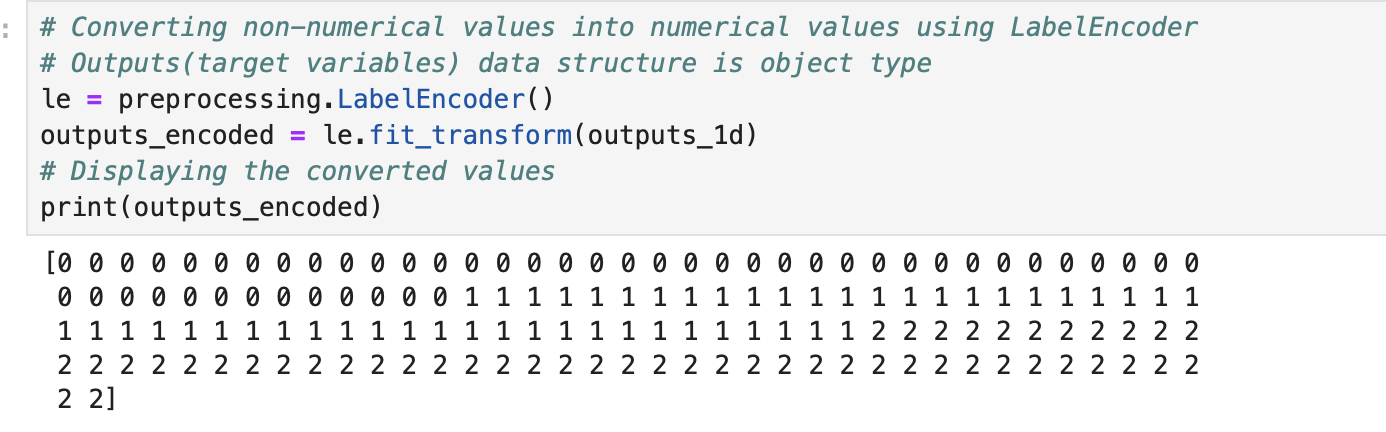 :
# Converting non-numerical values into numerical values using LabelEncoder
# Outputs(target variables) data structure is object type
le = preprocessing.LabelEncoder()
outputs_encoded = le.fit_transform(outputs_1d)
# Displaying the converted values
print(outputs_encoded)
[0 0 0 0 0 0 0 0 0 0 0 0 0 0 0 0 0 0 0 0 0 0 0 0 0 0 0 0 0 0 0 0 0 0 0 0 0
0 0 0 0 0 0 0 0 0 0 0 0 0 1 1 1 1 1 1 1 1 1 1 1 1 1 1 1 1 1 1 1 1 1 1 1 1
1 1 1 1 1 1 1 1 1 1 1 1 1 1 1 1 1 1 1 1 1 1 1 1 1 1 2 2 2 2 2 2 2 2 2 2 2
2 2 2 2 2 2 2 2 2 2 2 2 2 2 2 2 2 2 2 2 2 2 2 2 2 2 2 2 2 2 2 2 2 2 2 2 2
2 2]